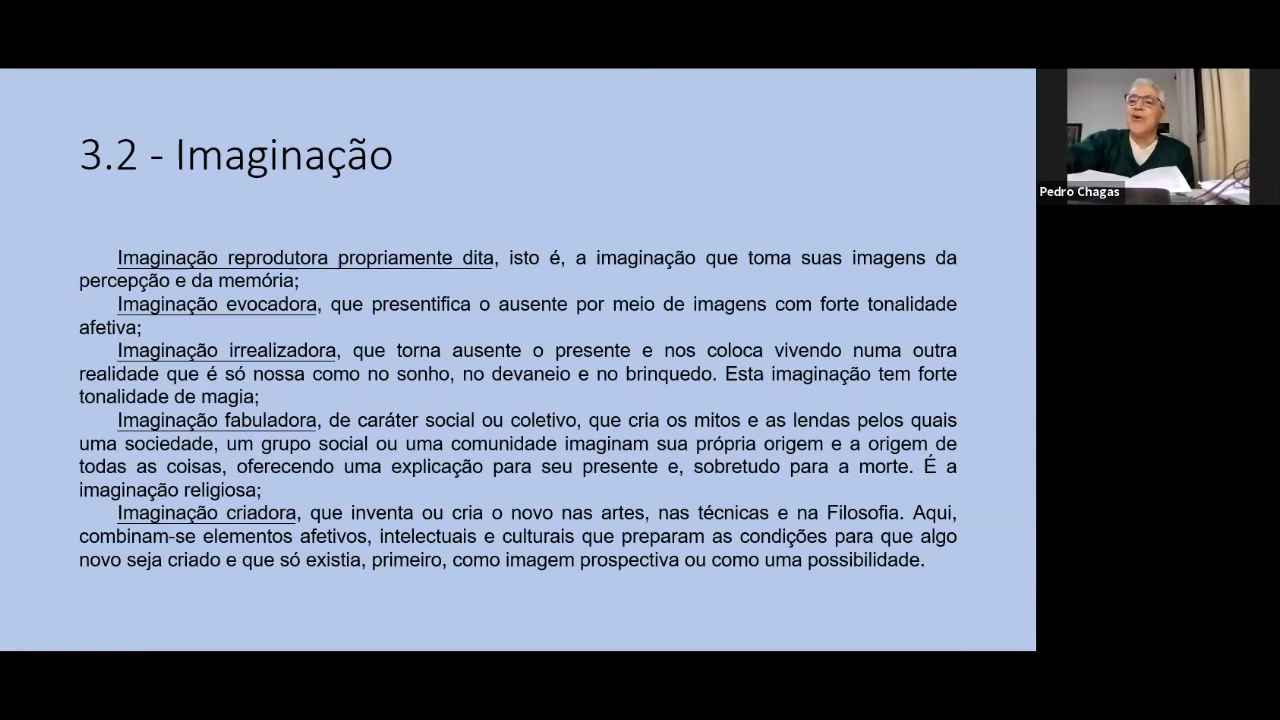 3.2 - Imaginação
Imaginação reprodutora propriamente dita, isto é, a imaginação que toma suas imagens da
percepção e da memória;
Imaginação evocadora, que presentifica o ausente por meio de imagens com forte tonalidade
afetiva;
Imaginação irrealizadora, que torna ausente o presente e nos coloca vivendo numa outra
realidade que é só nossa como no sonho, no devaneio e no brinquedo. Esta imaginação tem forte
tonalidade de magia;
Imaginação fabuladora, de caráter social ou coletivo, que cria os mitos e as lendas pelos quais
uma sociedade, um grupo social ou uma comunidade imaginam sua própria origem e a origem de
todas as coisas, oferecendo uma explicação para seu presente e, sobretudo para a morte. É a
imaginação religiosa;
Imaginação criadora, que inventa ou cria o novo nas artes, nas técnicas e na Filosofia. Aqui,
combinam-se elementos afetivos, intelectuais e culturais que preparam as condições para que algo
novo seja criado e que só existia, primeiro, como imagem prospectiva ou como uma possibilidade.
Pedro Chagas